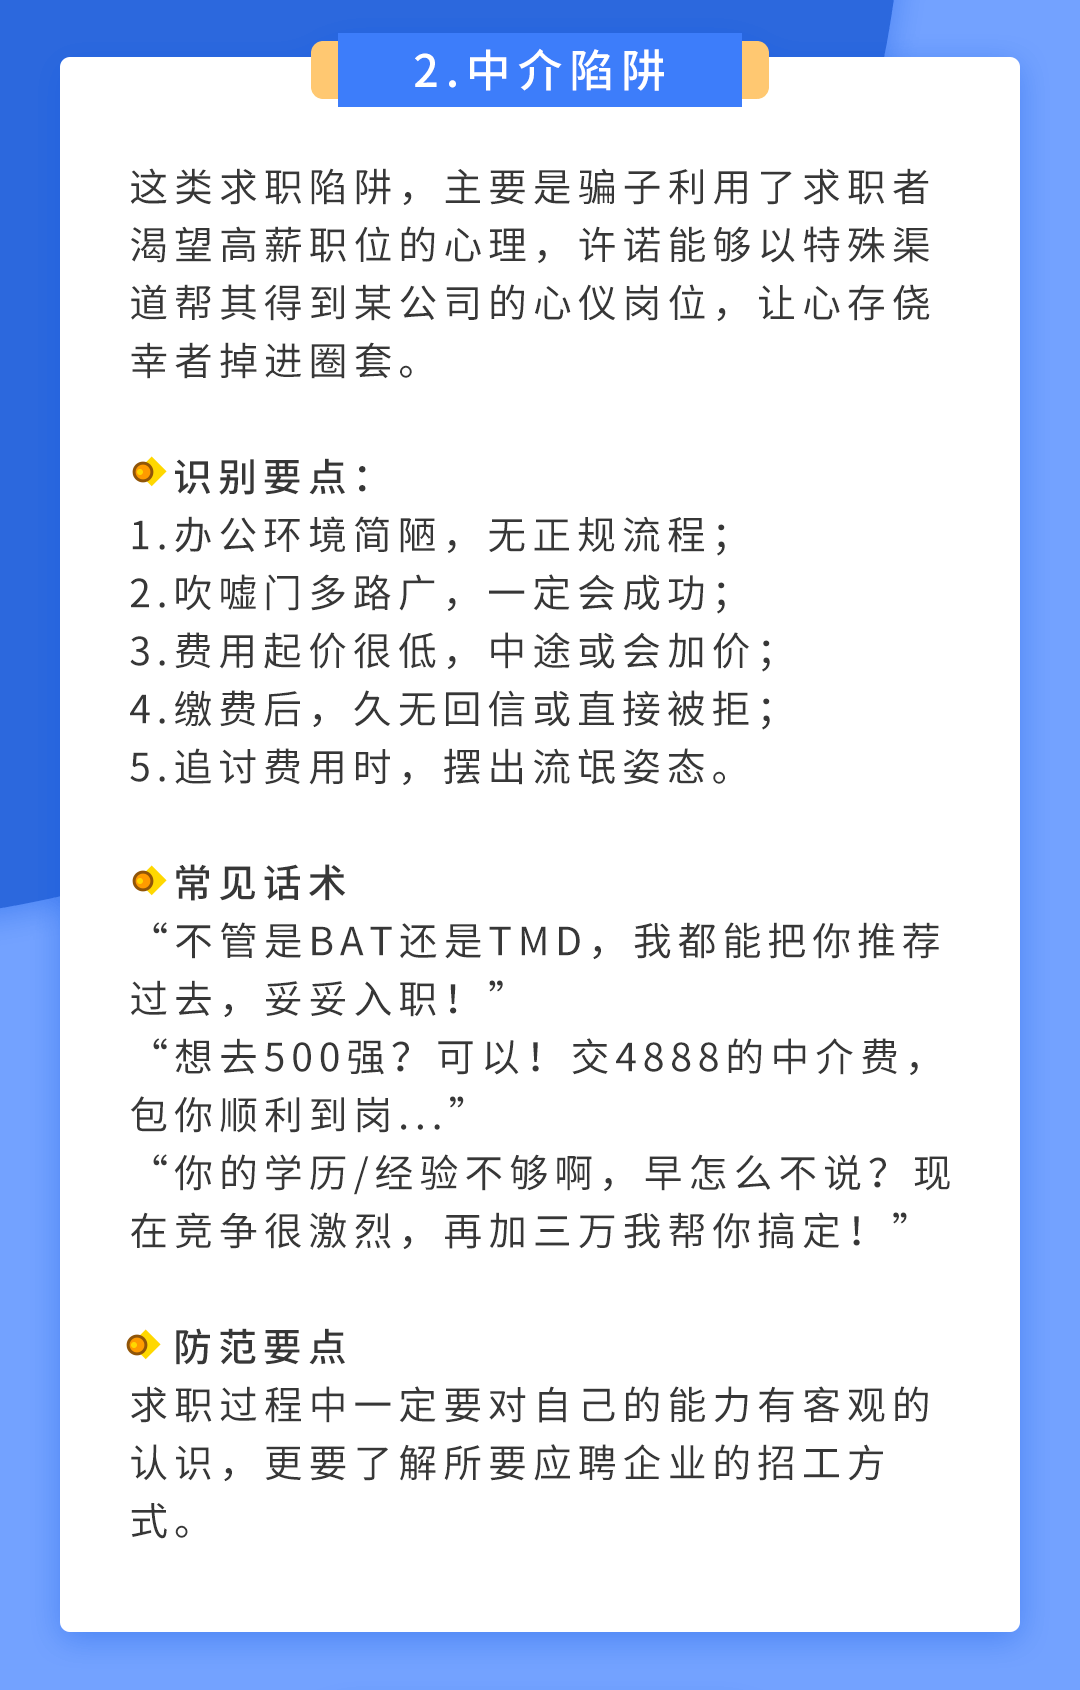 2.中介陷阱
这类求职陷阱，主要是骗子利用了求职者
渴望高薪职位的心理，许诺能够以特殊渠
道帮其得到某公司的心仪岗位，让心存侥
幸者掉进圈套。
识别要点：
1.办公环境简陋，无正规流程；
2.吹嘘门多路广，一定会成功；
3.费用起价很低，中途或会加价；
4.缴费后，久无回信或直接被拒；
5.追讨费用时，摆出流氓姿态。
常见话术
“不管是BAT还是TMD，我都能把你推荐
过去，妥妥入职！”
“想去500强？可以！交4888的中介费，
包你顺利到岗...”
“你的学历/经验不够啊，早怎么不说？现
在竞争很激烈，再加三万我帮你搞定！”
防范要点
求职过程中一定要对自己的能力有客观的
认识，更要了解所要应聘企业的招工方
式。